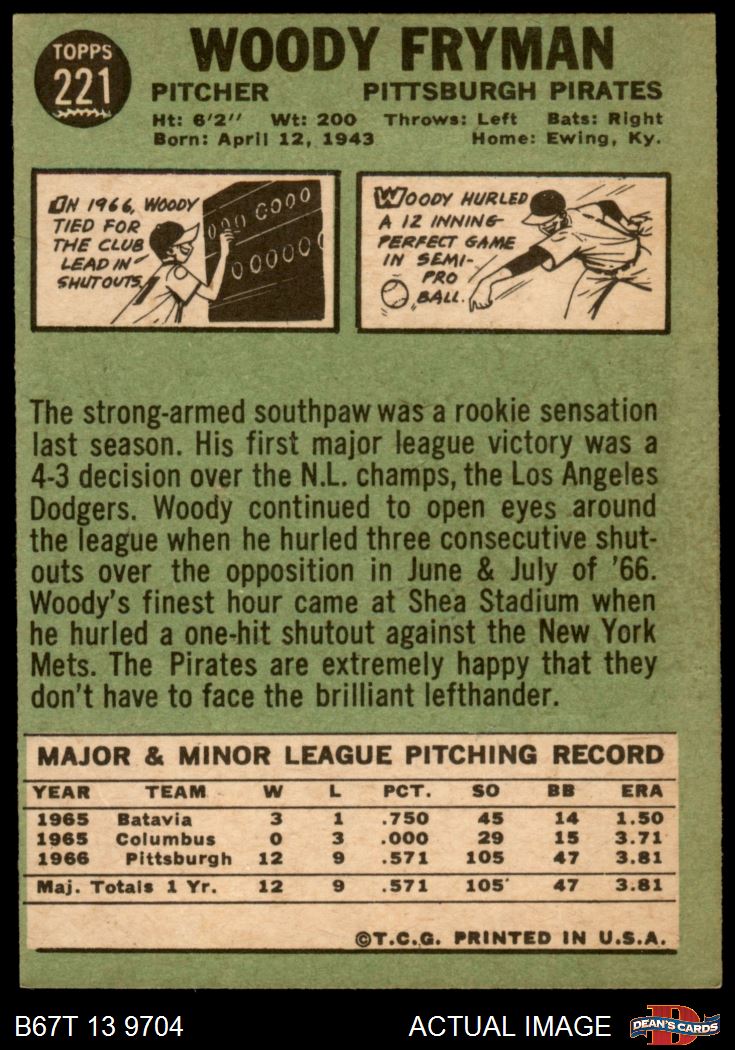 TOPPS
221
WOODY FRYMAN
PITCHER PITTSBURGH PIRATES
Ht: 6'2" Wt: 200 Throws: Left Bats: Right
Born: April 12, 1943 Home: Ewing, Ky.
IN 1966, WOODY
TIED FOR
THE CLUB
LEAD IN
SHUTOUTS.
000 0000
000000
WOODY HURLED
A 12 INNING
PERFECT GAME
IN SEMI-
PRO
BALL.
The strong-armed southpaw was a rookie sensation
last season. His first major league victory was a
4-3 decision over the N.L. champs, the Los Angeles
Dodgers. Woody continued to open eyes around
the league when he hurled three consecutive shut-
outs over the opposition in June & July of '66.
Woody's finest hour came at Shea Stadium when
he hurled a one-hit shutout against the New York
Mets. The Pirates are extremely happy that they
don't have to face the brilliant lefthander.
MAJOR & MINOR LEAGUE PITCHING RECORD
YEAR TEAM W L PCT. SO BB ERA
1965 Batavia 3 1 .750 45 14 1.50
1965 Columbus 0 3 .000 29 15 3.71
1966 Pittsburgh 12 9 .571 105 47 3.81
Maj. Totals 1 Yr. 12 9 .571 105 47 3.81
©T.C.G. PRINTED IN U.S.A.
B67T 13 9704 ACTUAL IMAGE
D
DEAN'S CARDS